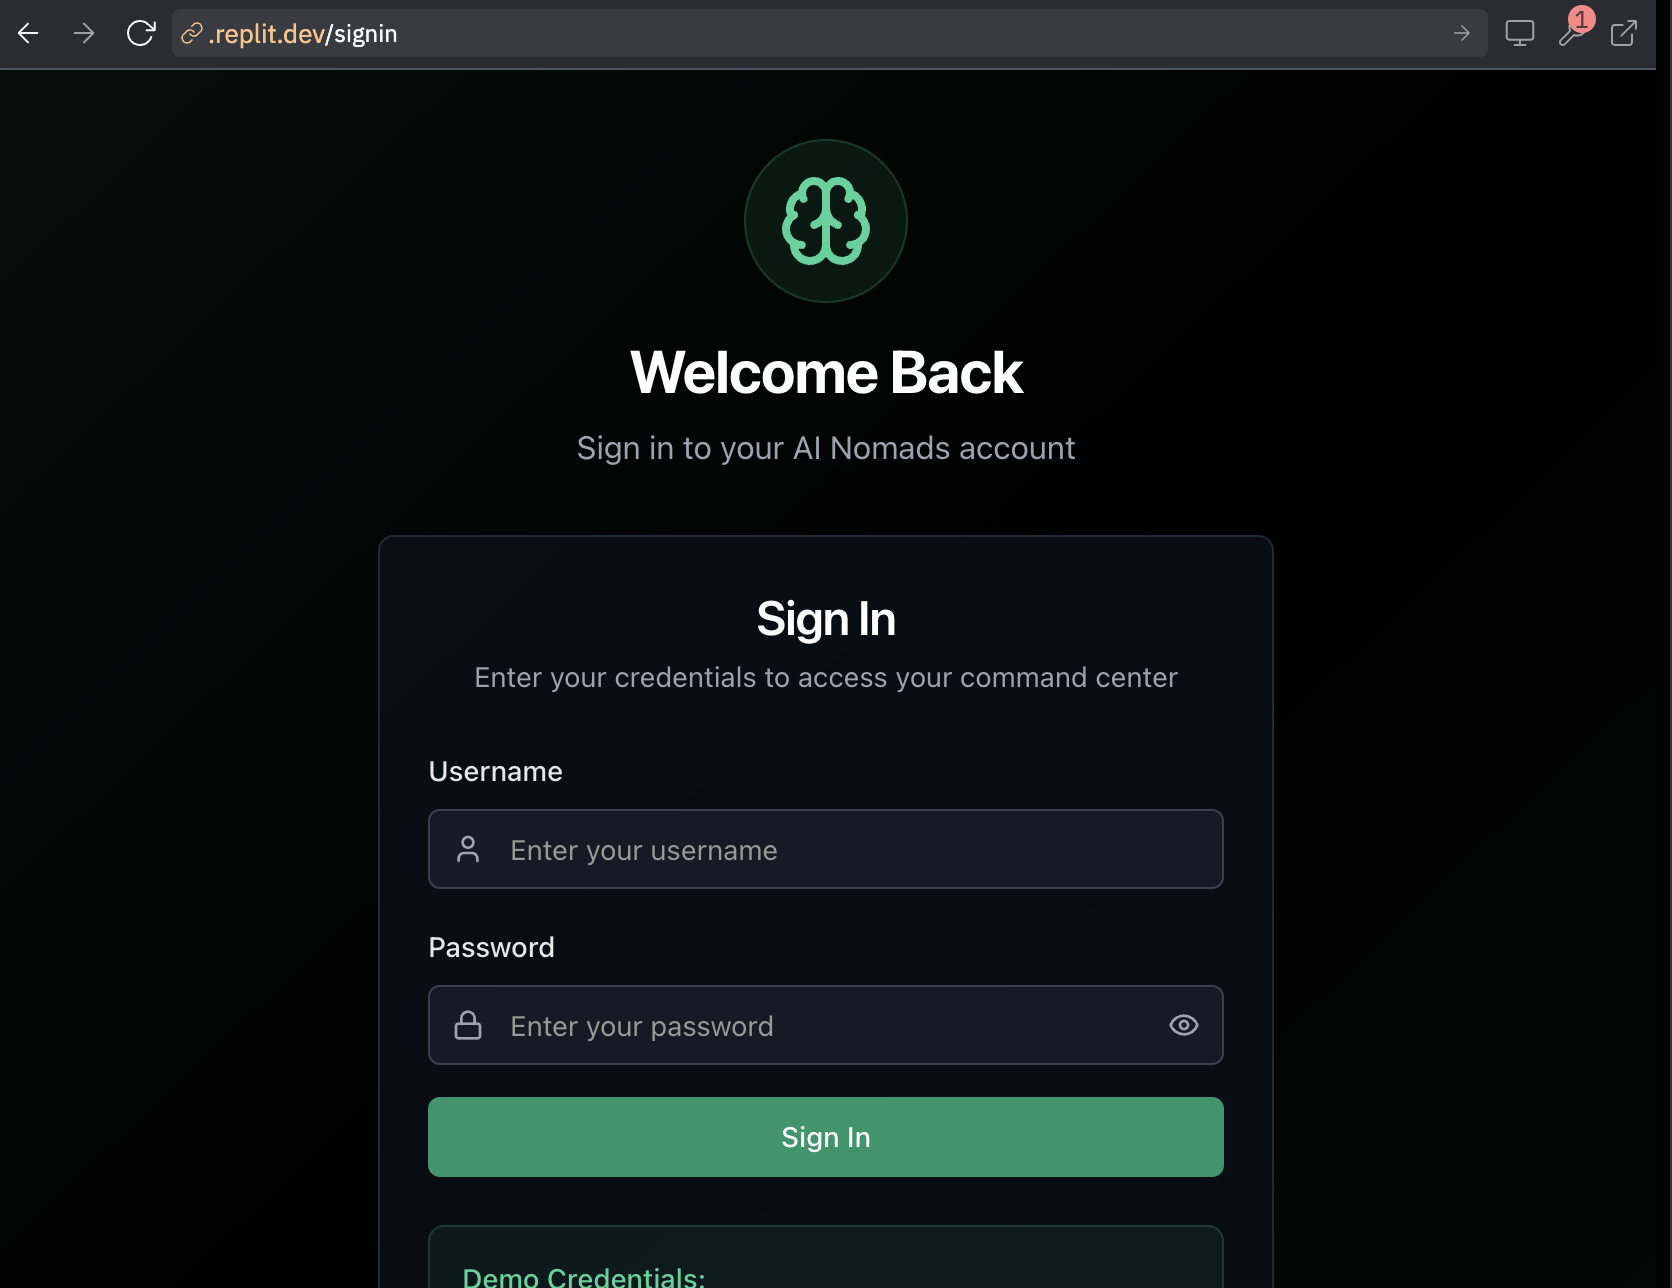 .replit.dev/signin
1
Welcome Back
Sign in to your AI Nomads account
Sign In
Enter your credentials to access your command center
Username
Enter your username
Password
Enter your password
Sign In
Demo Credentials: